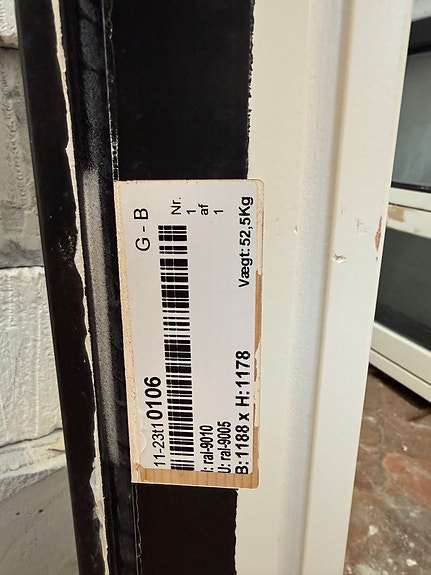 G - B
Nr.
1
af
1
11-23t10106
I: ral-9010
U: ral-9005
B:1188 x H:1178
Vægt: 52,5Kg